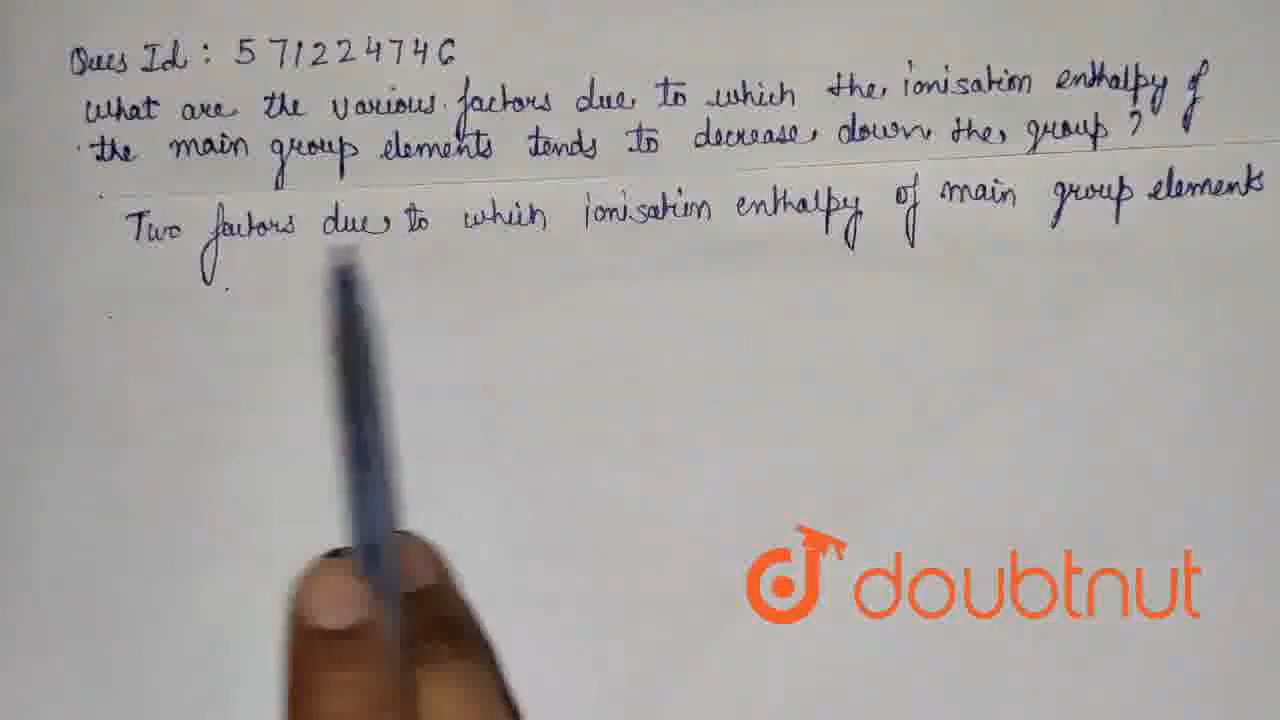 Ques Id : 571224746
What are the various factors due to which the ionisation enthalpy of
the main group elements tends to decrease down the group ?
Two factors due to which ionisation enthalpy of main group elements
doubtnut